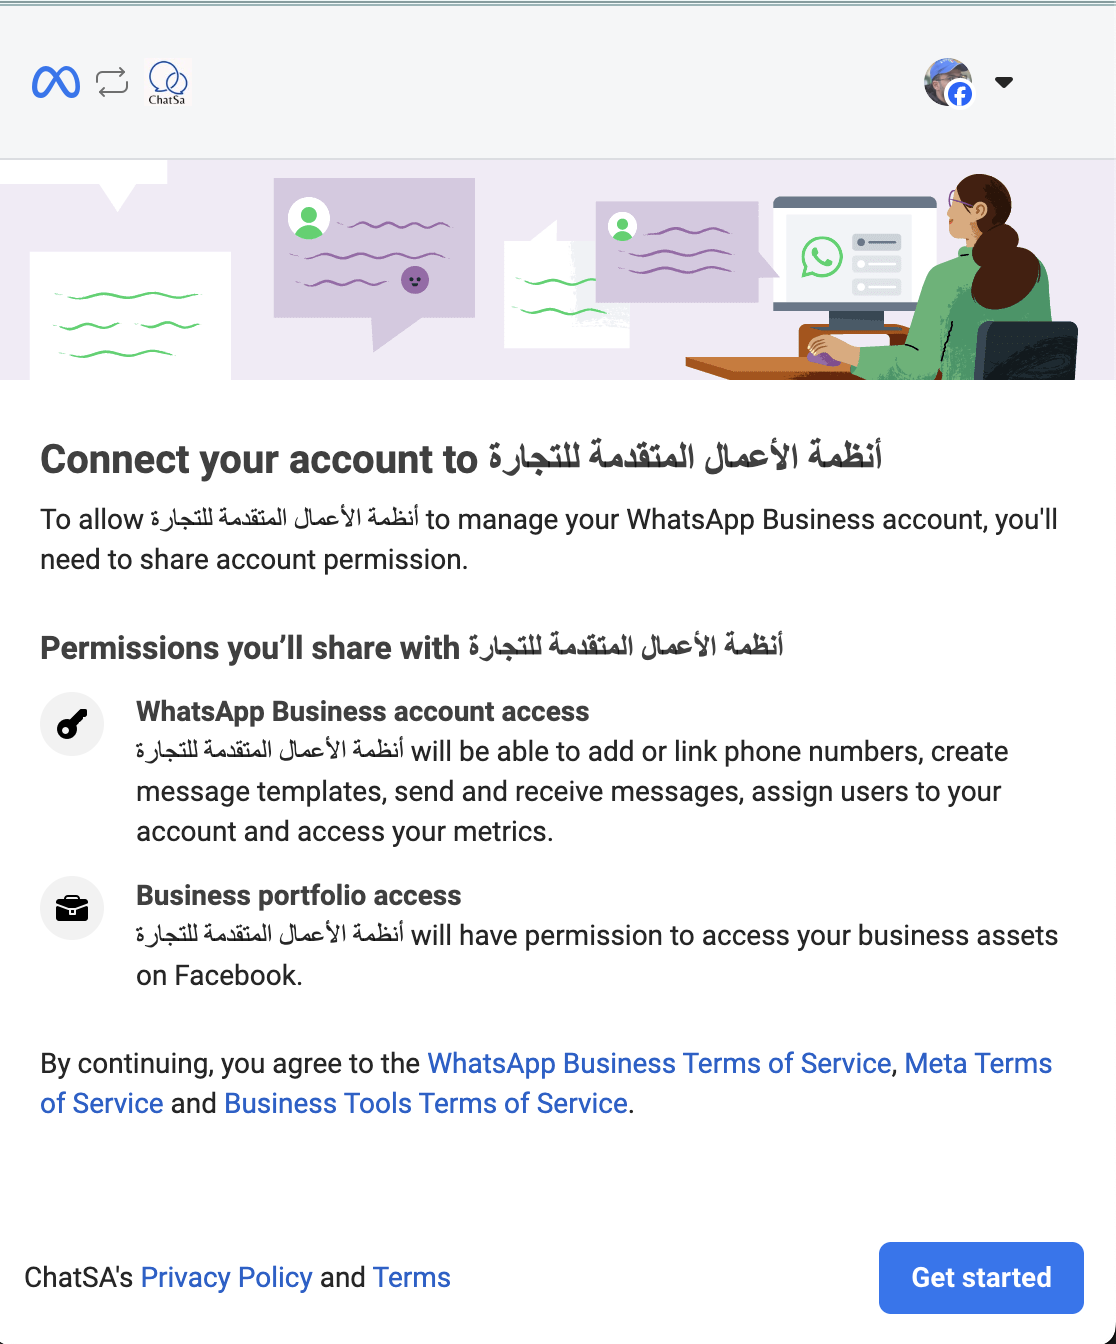 ChatSa
Connect your account to أنظمة الأعمال المتقدمة للتجارة
To allow أنظمة الأعمال المتقدمة للتجارة to manage your WhatsApp Business account, you'll
need to share account permission.
Permissions you’ll share with أنظمة الأعمال المتقدمة للتجارة
WhatsApp Business account access
أنظمة الأعمال المتقدمة للتجارة will be able to add or link phone numbers, create
message templates, send and receive messages, assign users to your
account and access your metrics.
Business portfolio access
أنظمة الأعمال المتقدمة للتجارة will have permission to access your business assets
on Facebook.
By continuing, you agree to the WhatsApp Business Terms of Service, Meta Terms
of Service and Business Tools Terms of Service.
ChatSA's Privacy Policy and Terms
Get started